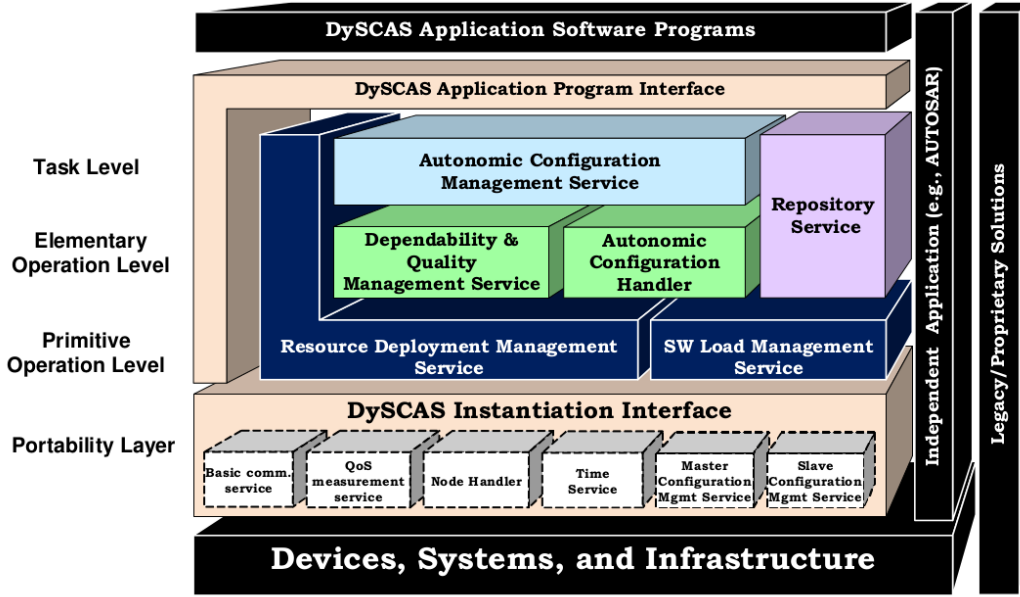 DySCAS Application Software Programs
DySCAS Application Program Interface
Task Level
Autonomic Configuration
Management Service
Repository
Service
Elementary
Operation Level
Dependability &
Quality
Management Service
Autonomic
Configuration
Handler
Primitive
Operation Level
Resource Deployment Management
Service
SW Load Management
Service
DySCAS Instantiation Interface
Portability Layer
Basic comm.
service
QoS
measurement
service
Node Handler
Time
Service
Master
Configuration
Mgmt Service
Slave
Configuration
Mgmt Service
Devices, Systems, and Infrastructure
Independent Application (e.g., AUTOSAR)
Legacy/Proprietary Solutions